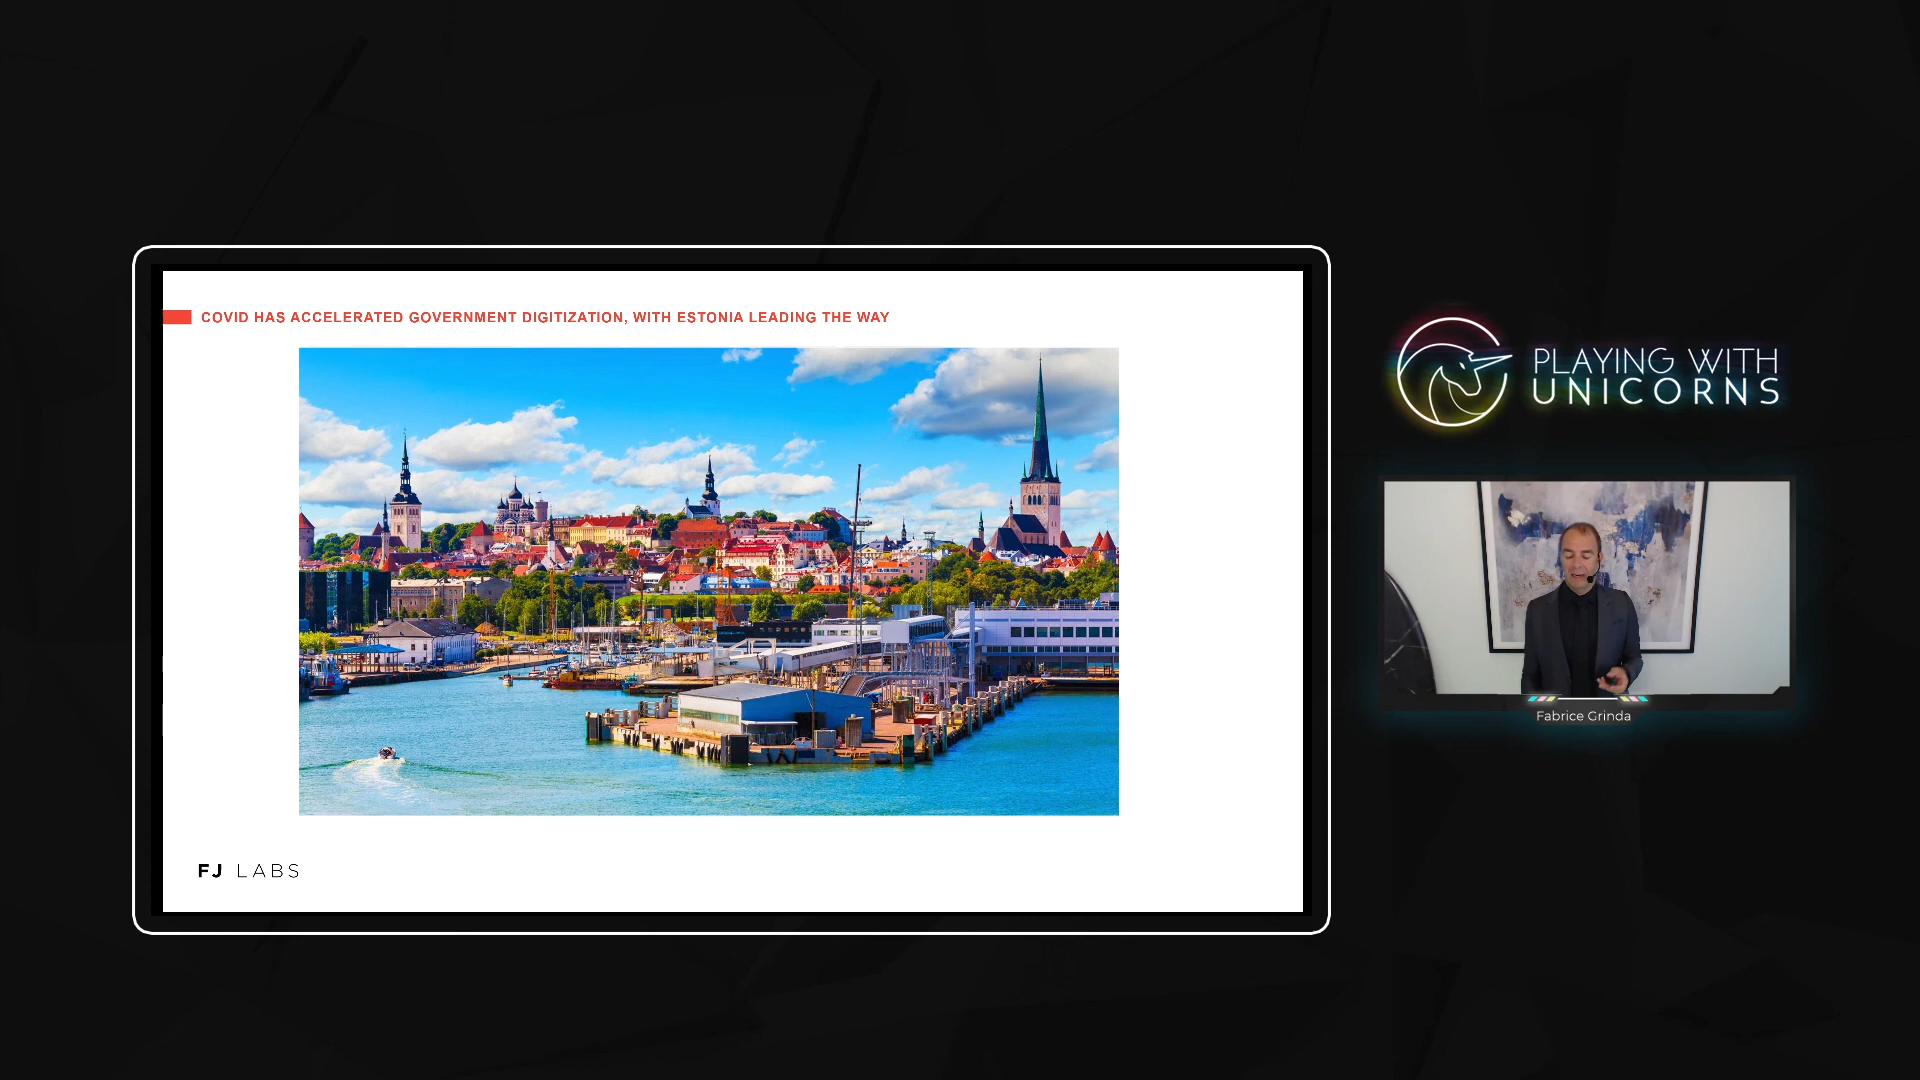 COVID HAS ACCELERATED GOVERNMENT DIGITIZATION, WITH ESTONIA LEADING THE WAY
FJ LABS
PLAYING WITH
UNICORNS
Fabrice Grinda